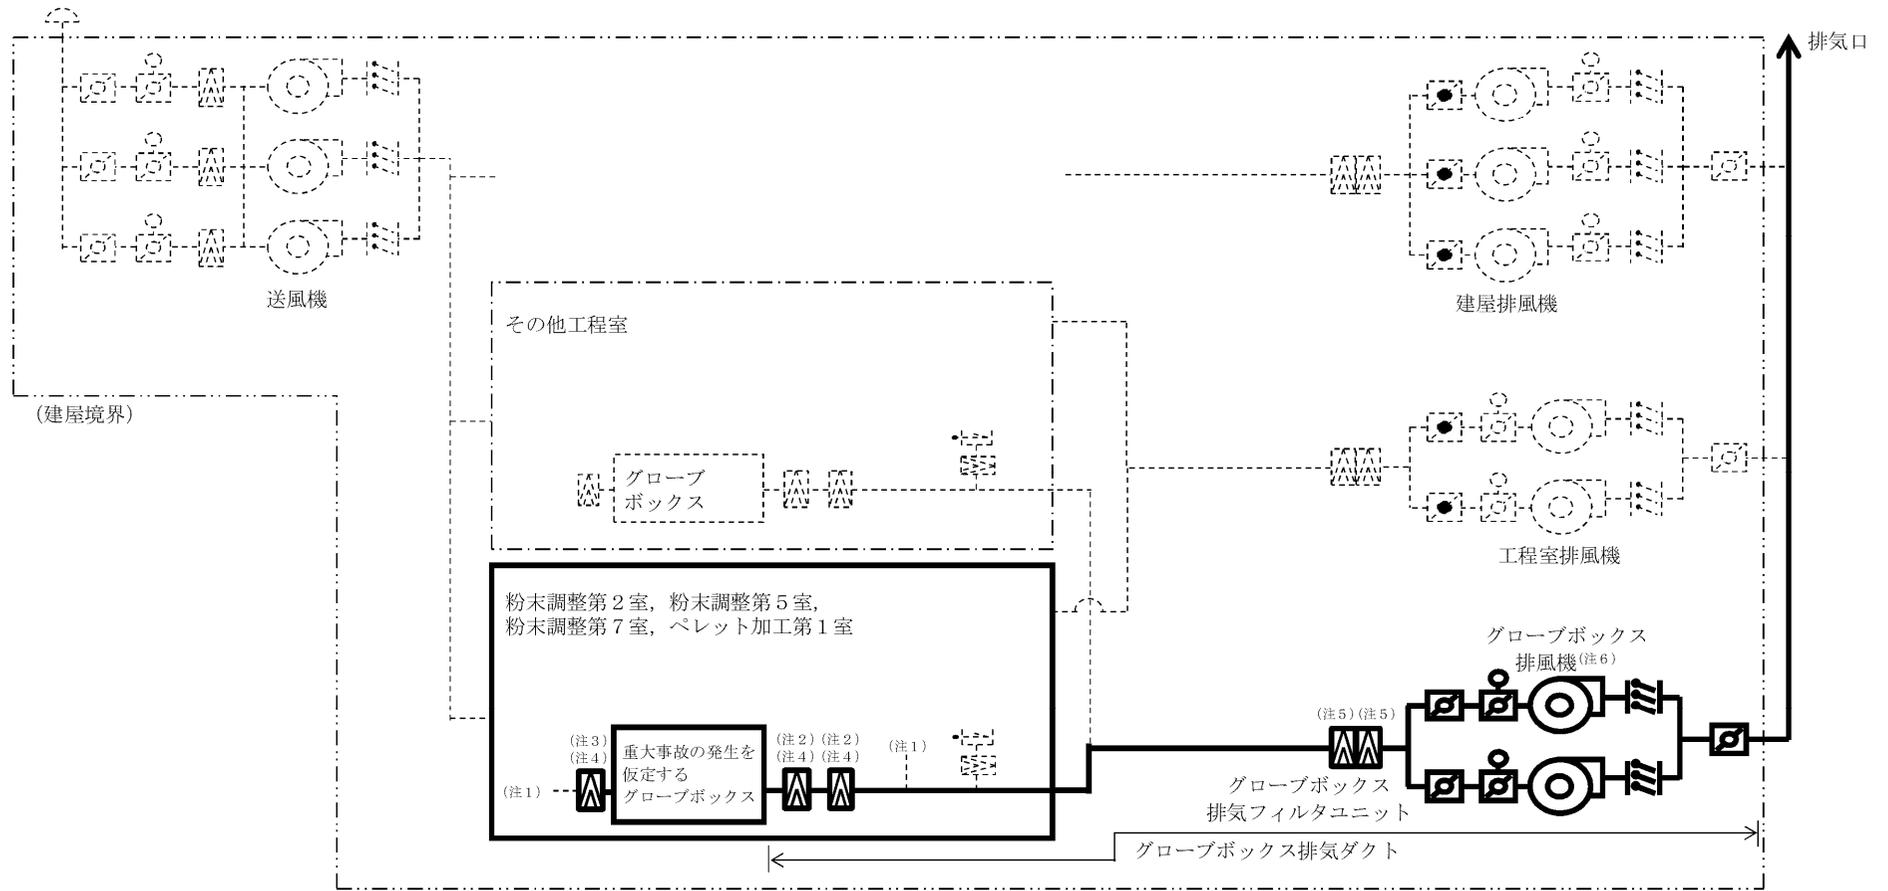 排気口
送風機
建屋排風機
その他工程室
(建屋境界)
グローブ
ボックス
工程室排風機
粉末調整第２室，粉末調整第５室，
粉末調整第７室，ペレット加工第１室
グローブボックス
排風機(注６)
(注５)(注５)
(注３)
(注４)
重大事故の発生を
仮定する
グローブボックス
(注２)(注２)
(注４)(注４)
(注１)
(注１)
グローブボックス
排気フィルタユニット
グローブボックス排気ダクト